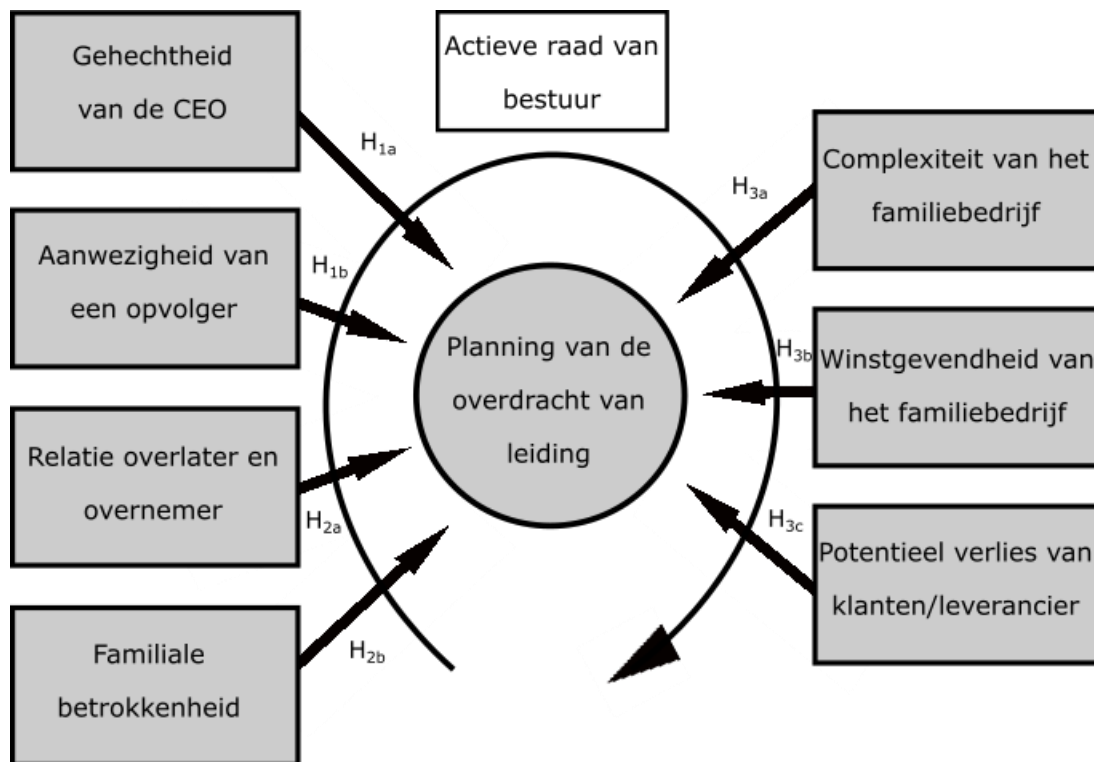 Gehechtheid
van de CEO
Actieve raad van
bestuur
H1a
Complexiteit van het
familiebedrijf
H3a
Aanwezigheid van
een opvolger
H1b
Planning van de
overdracht van
leiding
H3b
Winstgevendheid van
het familiebedrijf
Relatie overlater en
overnemer
H2a
H3c
Potentieel verlies van
klanten/leverancier
Familiale
betrokkenheid
H2b